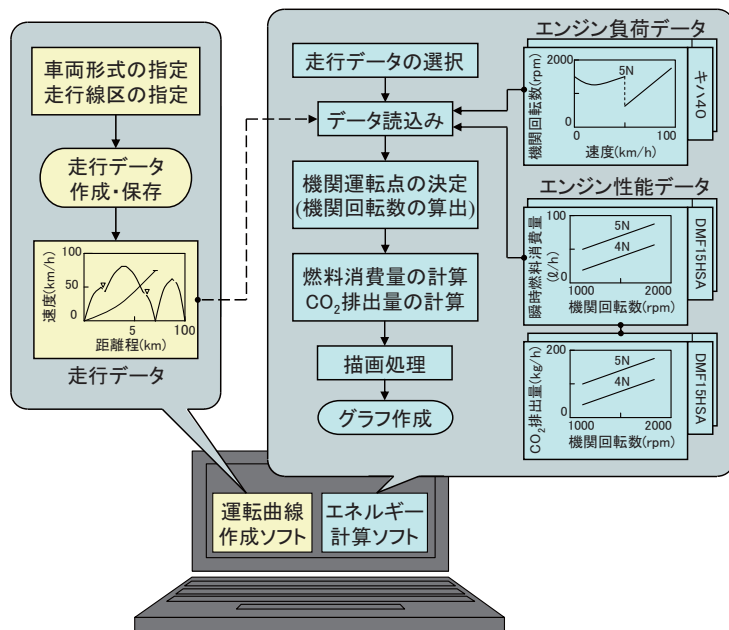 車両形式の指定
走行線区の指定
走行データ
作成・保存
速度(km/h)
100
50
0
5
100
距離程(km)
走行データ
走行データの選択
データ読込み
機関運転点の決定
(機関回転数の算出)
燃料消費量の計算
CO₂排出量の計算
描画処理
グラフ作成
エンジン負荷データ
機関回転数(rpm)
2000
5N
0
0
100
速度(km/h)
キハ40
エンジン性能データ
瞬時燃料消費量
(ℓ/h)
100
5N
4N
0
1000
2000
機関回転数(rpm)
DMF15HSA
CO₂排出量(kg/h)
200
5N
4N
0
1000
2000
機関回転数(rpm)
DMF15HSA
運転曲線
作成ソフト
エネルギー
計算ソフト